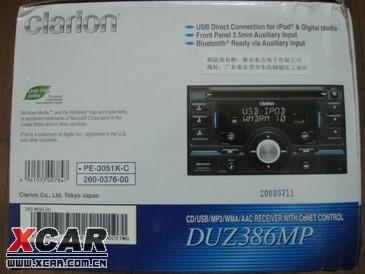 clarion
• USB Direct Connection for iPod® & Digital Media
• Front Panel 3.5mm Auxiliary Input
• Bluetooth® Ready via Auxiliary Input
Windows Media™ and the Windows® logo are trademarks,
or registered trademarks of Microsoft Corporation in the
united states and/or other countries.
iPod is a trademark of Apple Inc., registered in the U.S.
and other countries.
Clarion
USB IPOD
WMDRM 10
PE-3051K-C
260-0376-00
4961033007847
20080711
Clarion Co., Ltd. Tokyo Japan
CD/USB/MP3/WMA/AAC RECEIVER WITH CeNET CONTROL
DUZ386MP
XCAR
WWW.XCAR.COM.CN